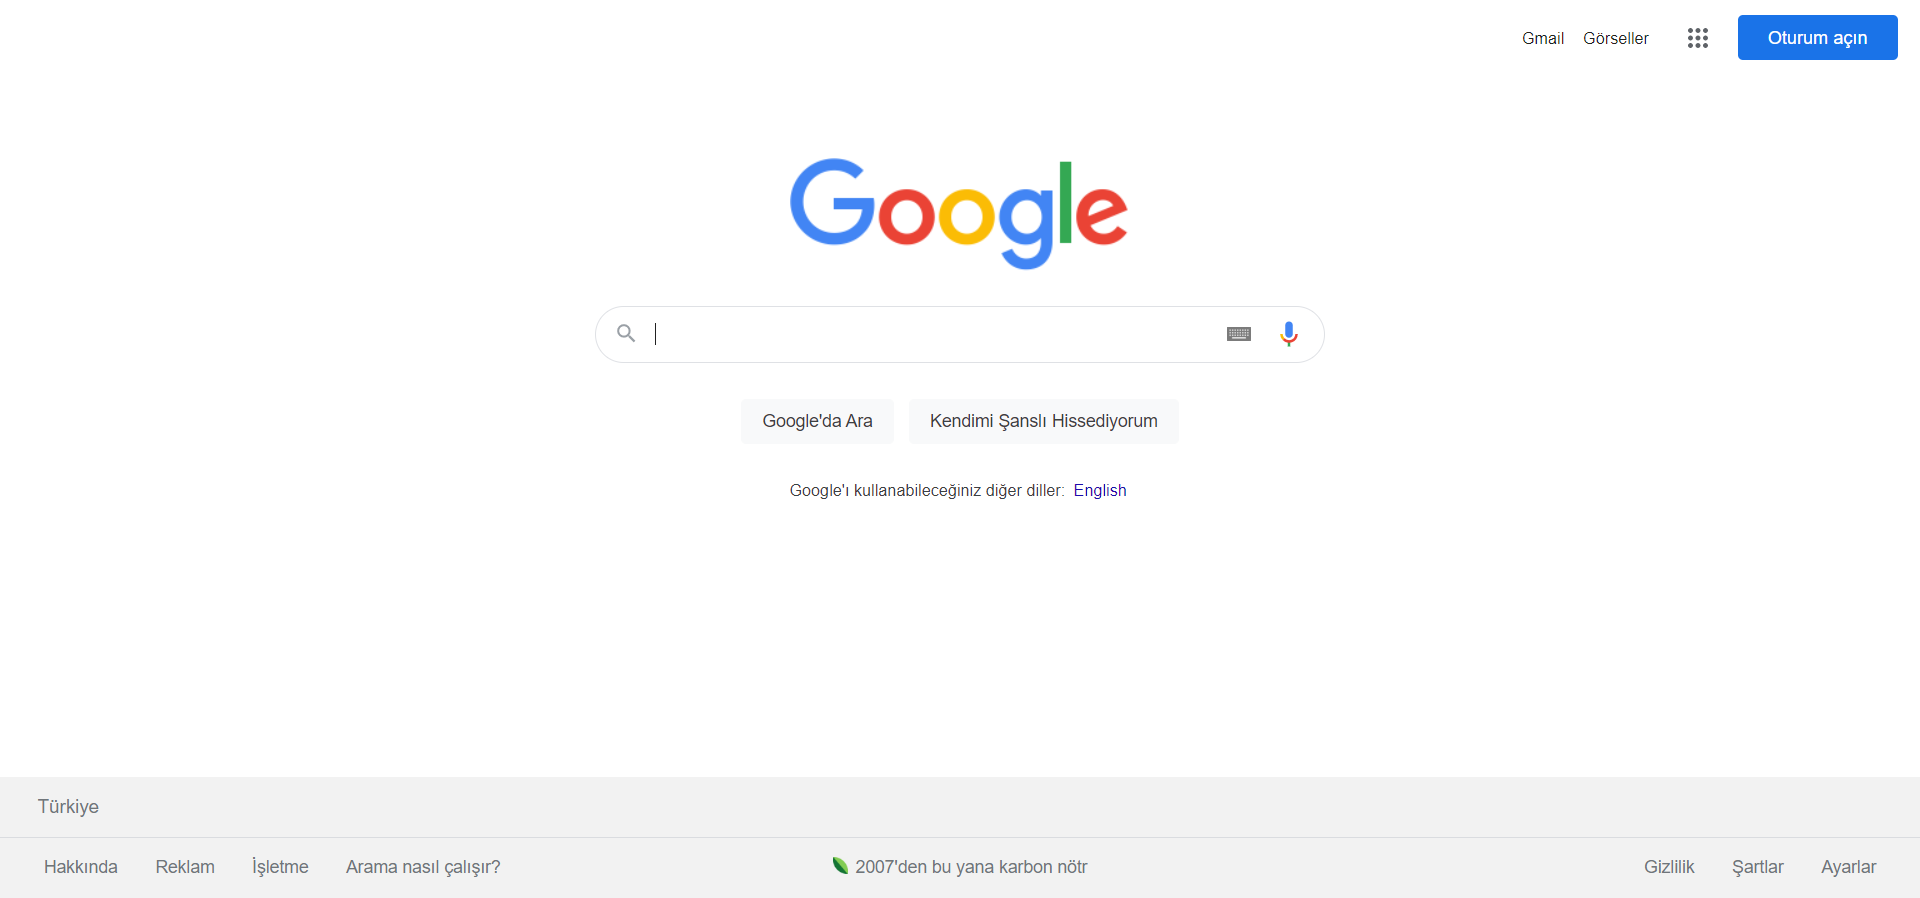 Gmail Görseller Oturum açın
Google
Google'da Ara Kendimi Şanslı Hissediyorum
Google'ı kullanabileceğiniz diğer diller: English
Türkiye
Hakkında Reklam İşletme Arama nasıl çalışır? 2007'den bu yana karbon nötr Gizlilik Şartlar Ayarlar